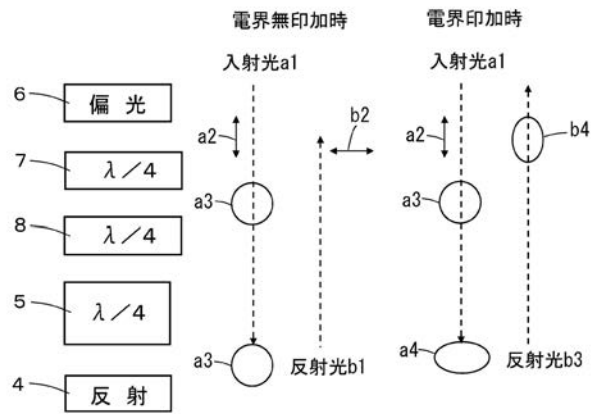 電界無印加時
電界印加時
入射光a1
入射光a1
6
偏 光
a2
b2
a2
b4
7
λ/4
a3
a3
8
λ/4
5
λ/4
a3
反射光b1
a4
反射光b3
4
反 射